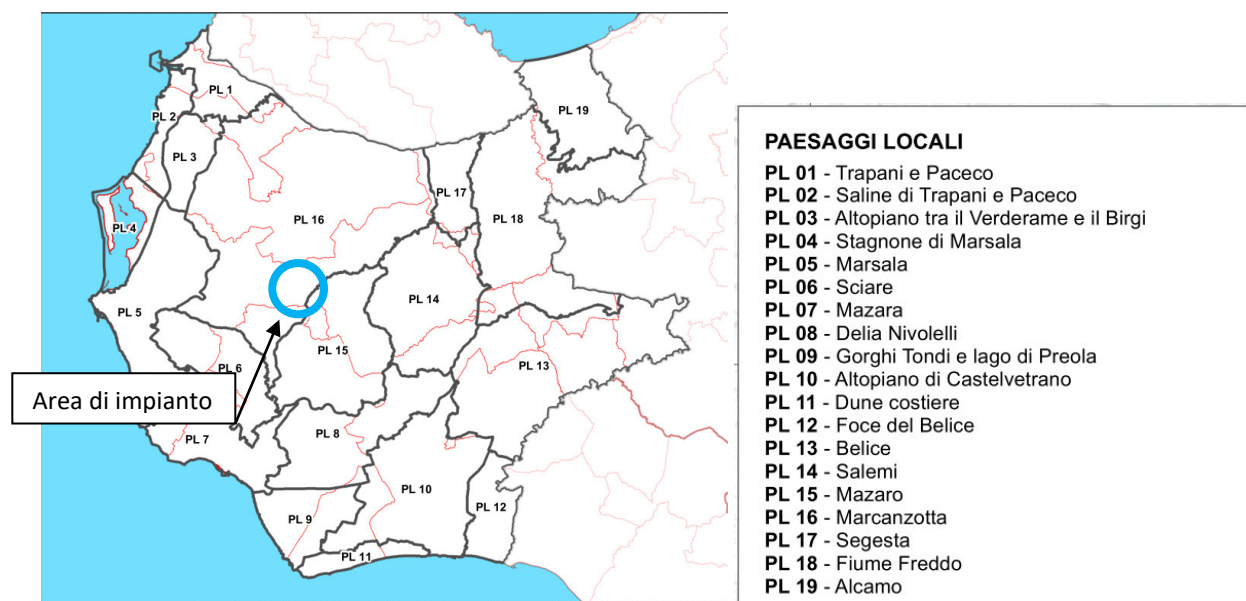 PL 1
PL 2
PL 3
PL 4
PL 5
PL 6
PL 7
PL 8
PL 9
PL 10
PL 11
PL 12
PL 13
PL 14
PL 15
PL 16
PL 17
PL 18
PL 19
Area di impianto
PAESAGGI LOCALI
PL 01 - Trapani e Paceco
PL 02 - Saline di Trapani e Paceco
PL 03 - Altopiano tra il Verderame e il Birgi
PL 04 - Stagnone di Marsala
PL 05 - Marsala
PL 06 - Sciare
PL 07 - Mazara
PL 08 - Delia Nivolelli
PL 09 - Gorghi Tondi e lago di Preola
PL 10 - Altopiano di Castelvetrano
PL 11 - Dune costiere
PL 12 - Foce del Belice
PL 13 - Belice
PL 14 - Salemi
PL 15 - Mazaro
PL 16 - Marcanzotta
PL 17 - Segesta
PL 18 - Fiume Freddo
PL 19 - Alcamo